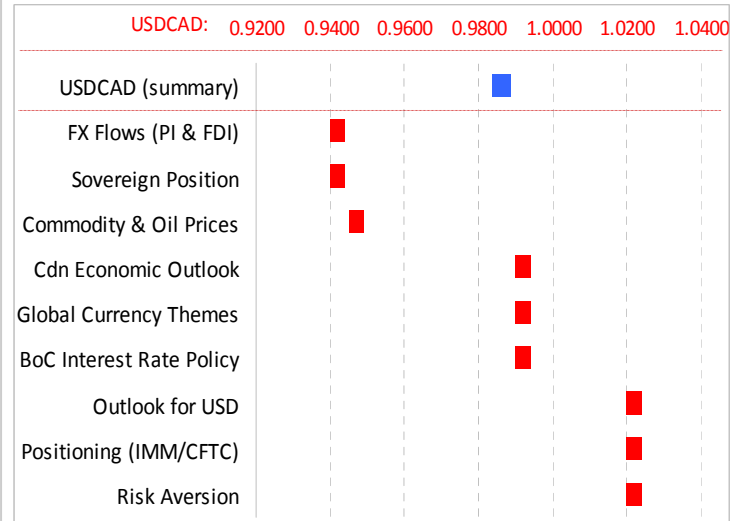 USDCAD: 0.9200 0.9400 0.9600 0.9800 1.0000 1.0200 1.0400
USDCAD (summary)
FX Flows (PI & FDI)
Sovereign Position
Commodity & Oil Prices
Cdn Economic Outlook
Global Currency Themes
BoC Interest Rate Policy
Outlook for USD
Positioning (IMM/CFTC)
Risk Aversion